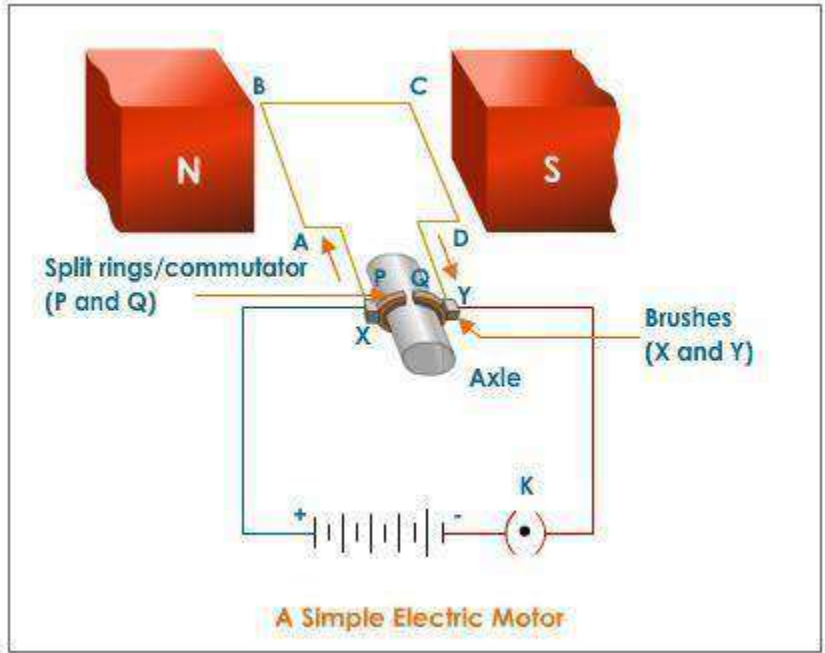 B
C
N
S
A
D
Split rings/commutator
(P and Q)
P
Q
Y
X
Brushes
(X and Y)
Axle
K
+
-
A Simple Electric Motor